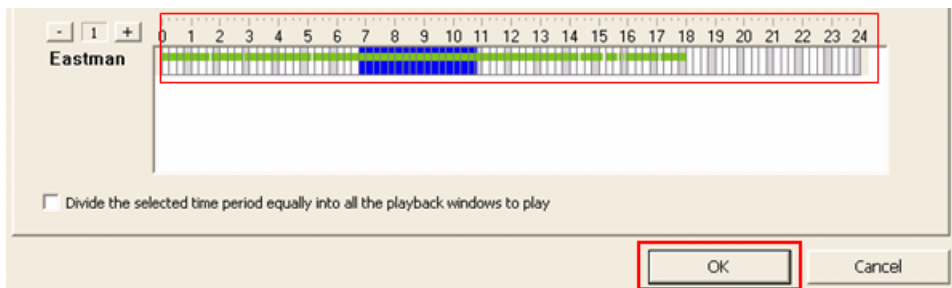 - 1 + 0 1 2 3 4 5 6 7 8 9 10 11 12 13 14 15 16 17 18 19 20 21 22 23 24
Eastman
Divide the selected time period equally into all the playback windows to play
OK Cancel